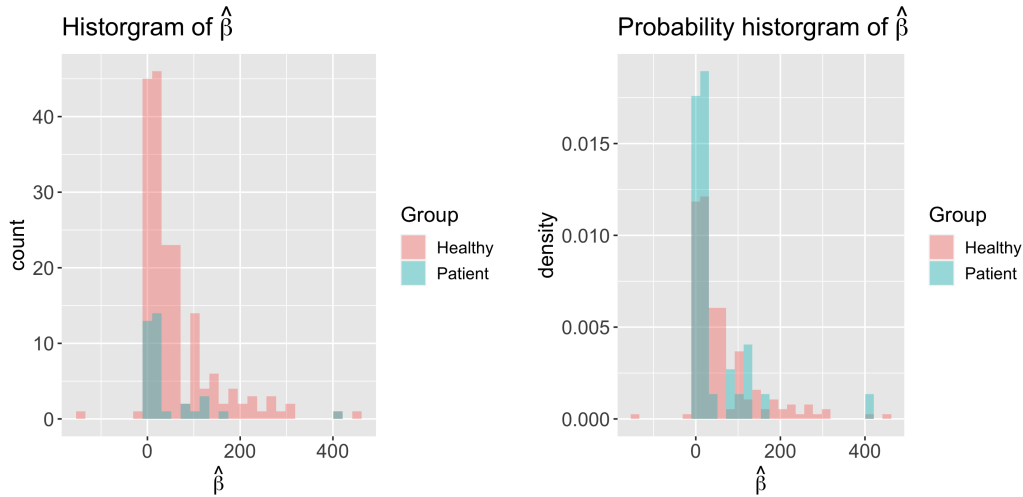 Historgram of β̂
count
40
30
20
10
0
0 200 400
β̂
Group
Healthy
Patient
Probability historgram of β̂
density
0.015
0.010
0.005
0.000
0 200 400
β̂
Group
Healthy
Patient